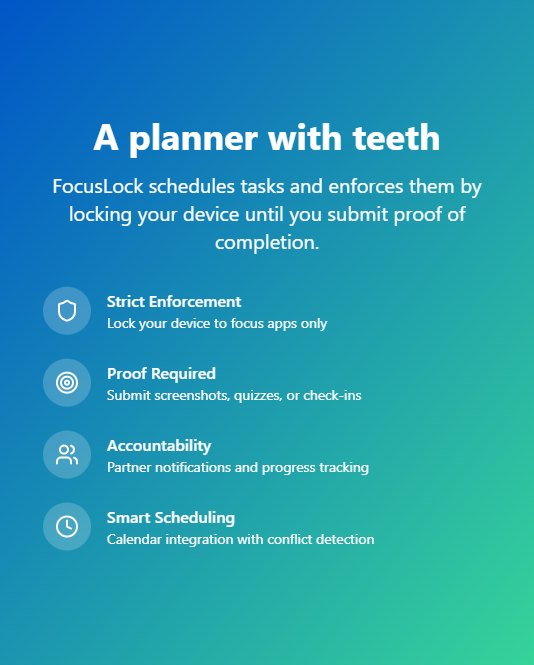 A planner with teeth
FocusLock schedules tasks and enforces them by
locking your device until you submit proof of
completion.
Strict Enforcement
Lock your device to focus apps only
Proof Required
Submit screenshots, quizzes, or check-ins
Accountability
Partner notifications and progress tracking
Smart Scheduling
Calendar integration with conflict detection